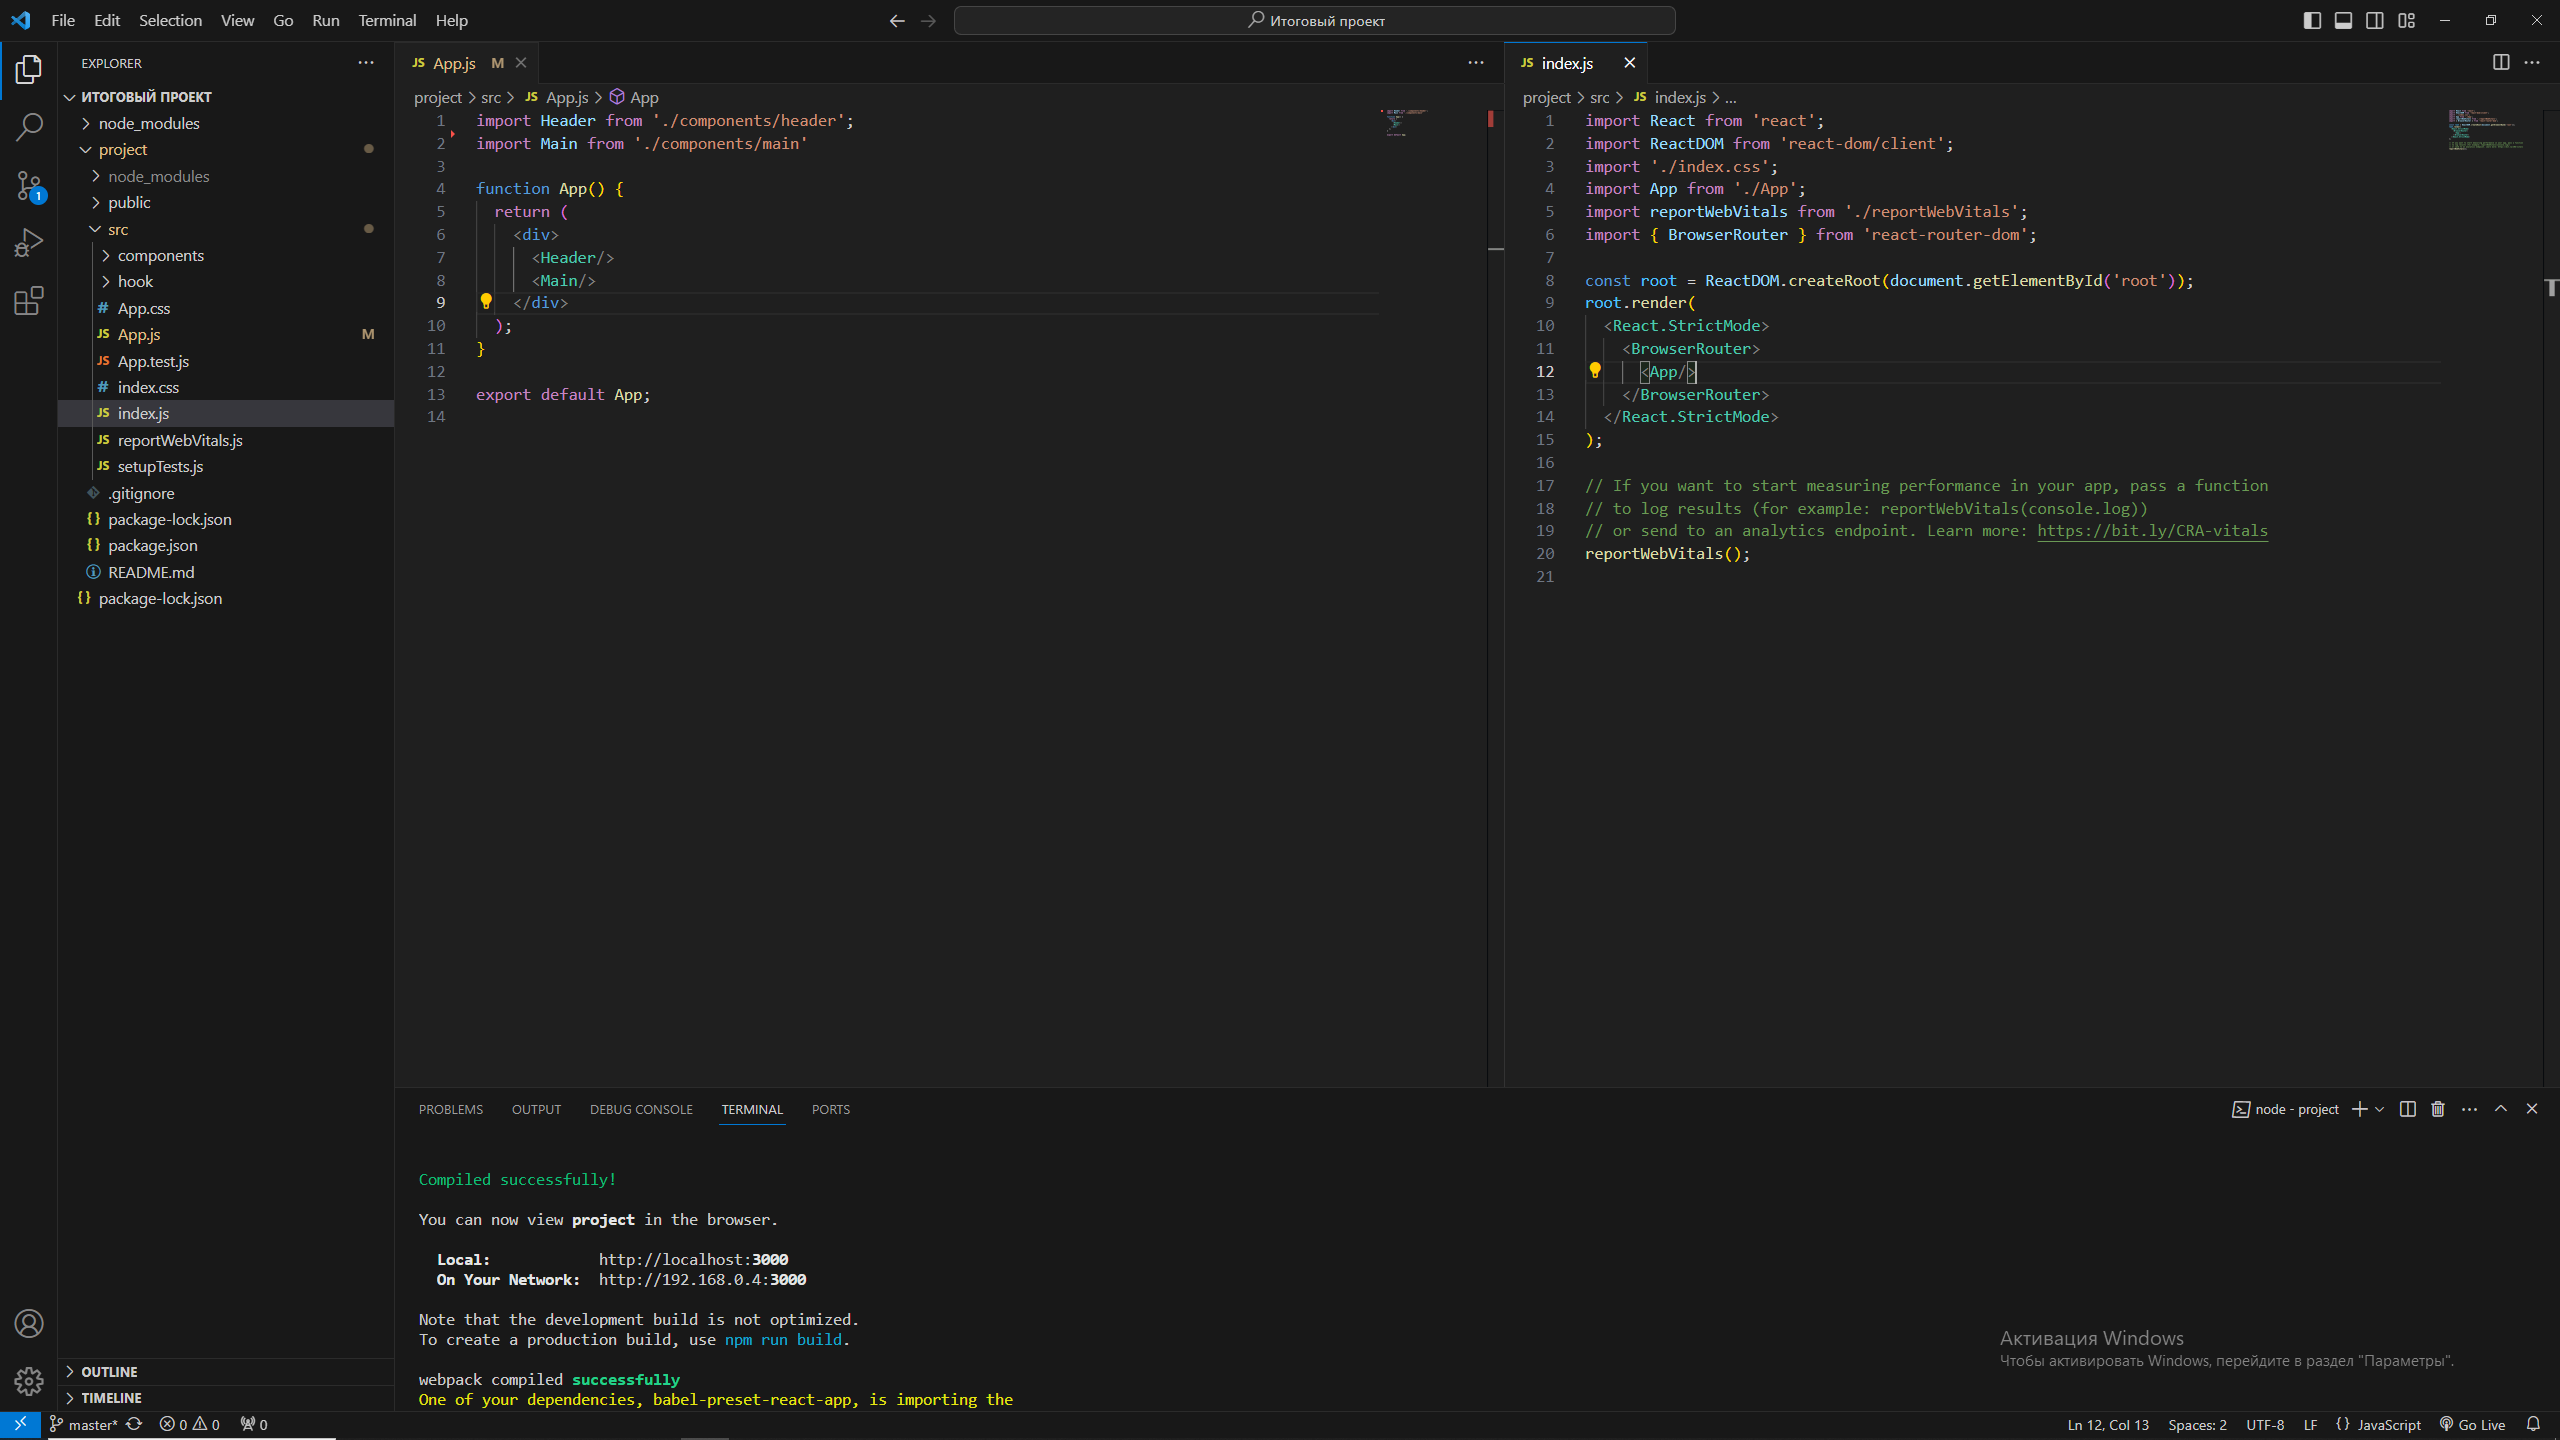 File Edit Selection View Go Run Terminal Help
Итоговый проект
EXPLORER
ИТОГОВЫЙ ПРОЕКТ
node_modules
project
node_modules
public
src
components
hook
# App.css
JS App.js M
JS App.test.js
# index.css
JS index.js
JS reportWebVitals.js
JS setupTests.js
.gitignore
{} package-lock.json
{} package.json
README.md
{} package-lock.json
OUTLINE
TIMELINE
1
JS App.js M
project > src > JS App.js > App
1 import Header from './components/header';
2 import Main from './components/main'
3
4 function App() {
5 return (
6 <div>
7 <Header/>
8 <Main/>
9 </div>
10 );
11 }
12
13 export default App;
14
JS index.js
project > src > JS index.js > ...
1 import React from 'react';
2 import ReactDOM from 'react-dom/client';
3 import './index.css';
4 import App from './App';
5 import reportWebVitals from './reportWebVitals';
6 import { BrowserRouter } from 'react-router-dom';
7
8 const root = ReactDOM.createRoot(document.getElementById('root'));
9 root.render(
10 <React.StrictMode>
11 <BrowserRouter>
12 <App/>
13 </BrowserRouter>
14 </React.StrictMode>
15 );
16
17 // If you want to start measuring performance in your app, pass a function
18 // to log results (for example: reportWebVitals(console.log))
19 // or send to an analytics endpoint. Learn more: https://bit.ly/CRA-vitals
20 reportWebVitals();
21
PROBLEMS OUTPUT DEBUG CONSOLE TERMINAL PORTS
node - project
Compiled successfully!
You can now view project in the browser.
Local: http://localhost:3000
On Your Network: http://192.168.0.4:3000
Note that the development build is not optimized.
To create a production build, use npm run build.
webpack compiled successfully
One of your dependencies, babel-preset-react-app, is importing the
Активация Windows
Чтобы активировать Windows, перейдите в раздел "Параметры".
master* 0 0 0
Ln 12, Col 13 Spaces: 2 UTF-8 LF {} JavaScript Go Live